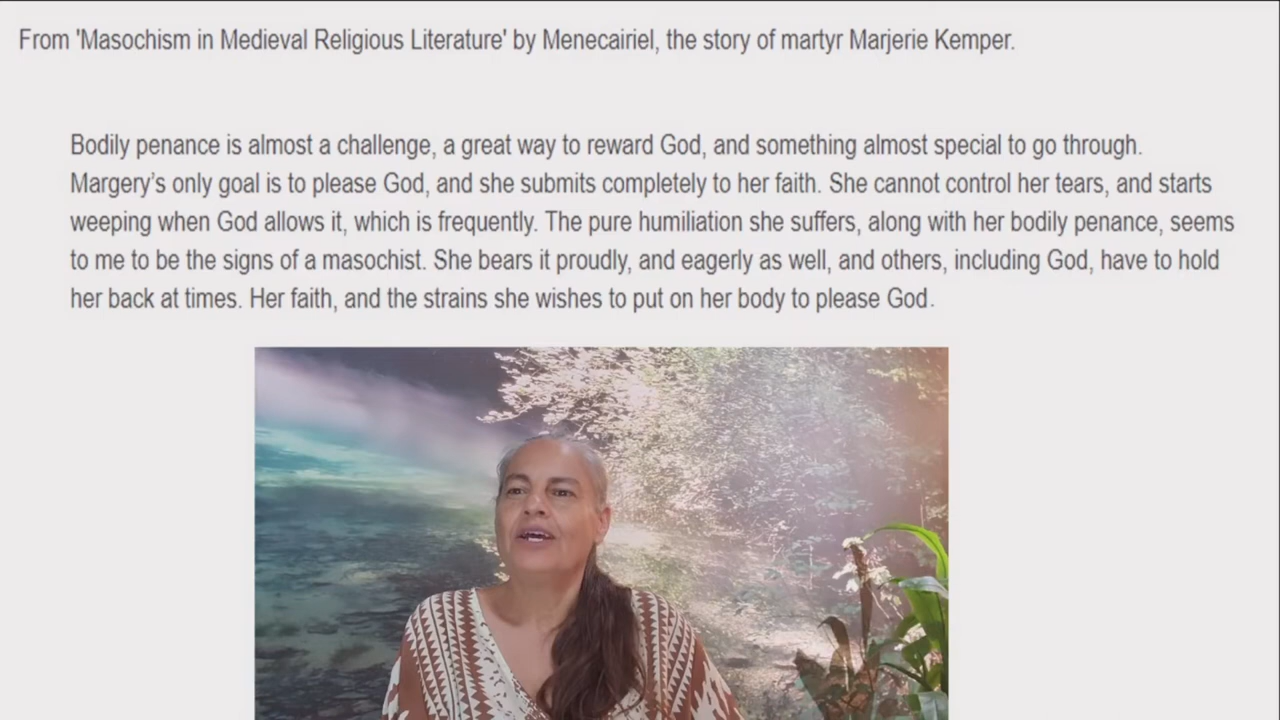 From 'Masochism in Medieval Religious Literature' by Menecairiel, the story of martyr Marjerie Kemper.
Bodily penance is almost a challenge, a great way to reward God, and something almost special to go through.
Margery’s only goal is to please God, and she submits completely to her faith. She cannot control her tears, and starts
weeping when God allows it, which is frequently. The pure humiliation she suffers, along with her bodily penance, seems
to me to be the signs of a masochist. She bears it proudly, and eagerly as well, and others, including God, have to hold
her back at times. Her faith, and the strains she wishes to put on her body to please God.